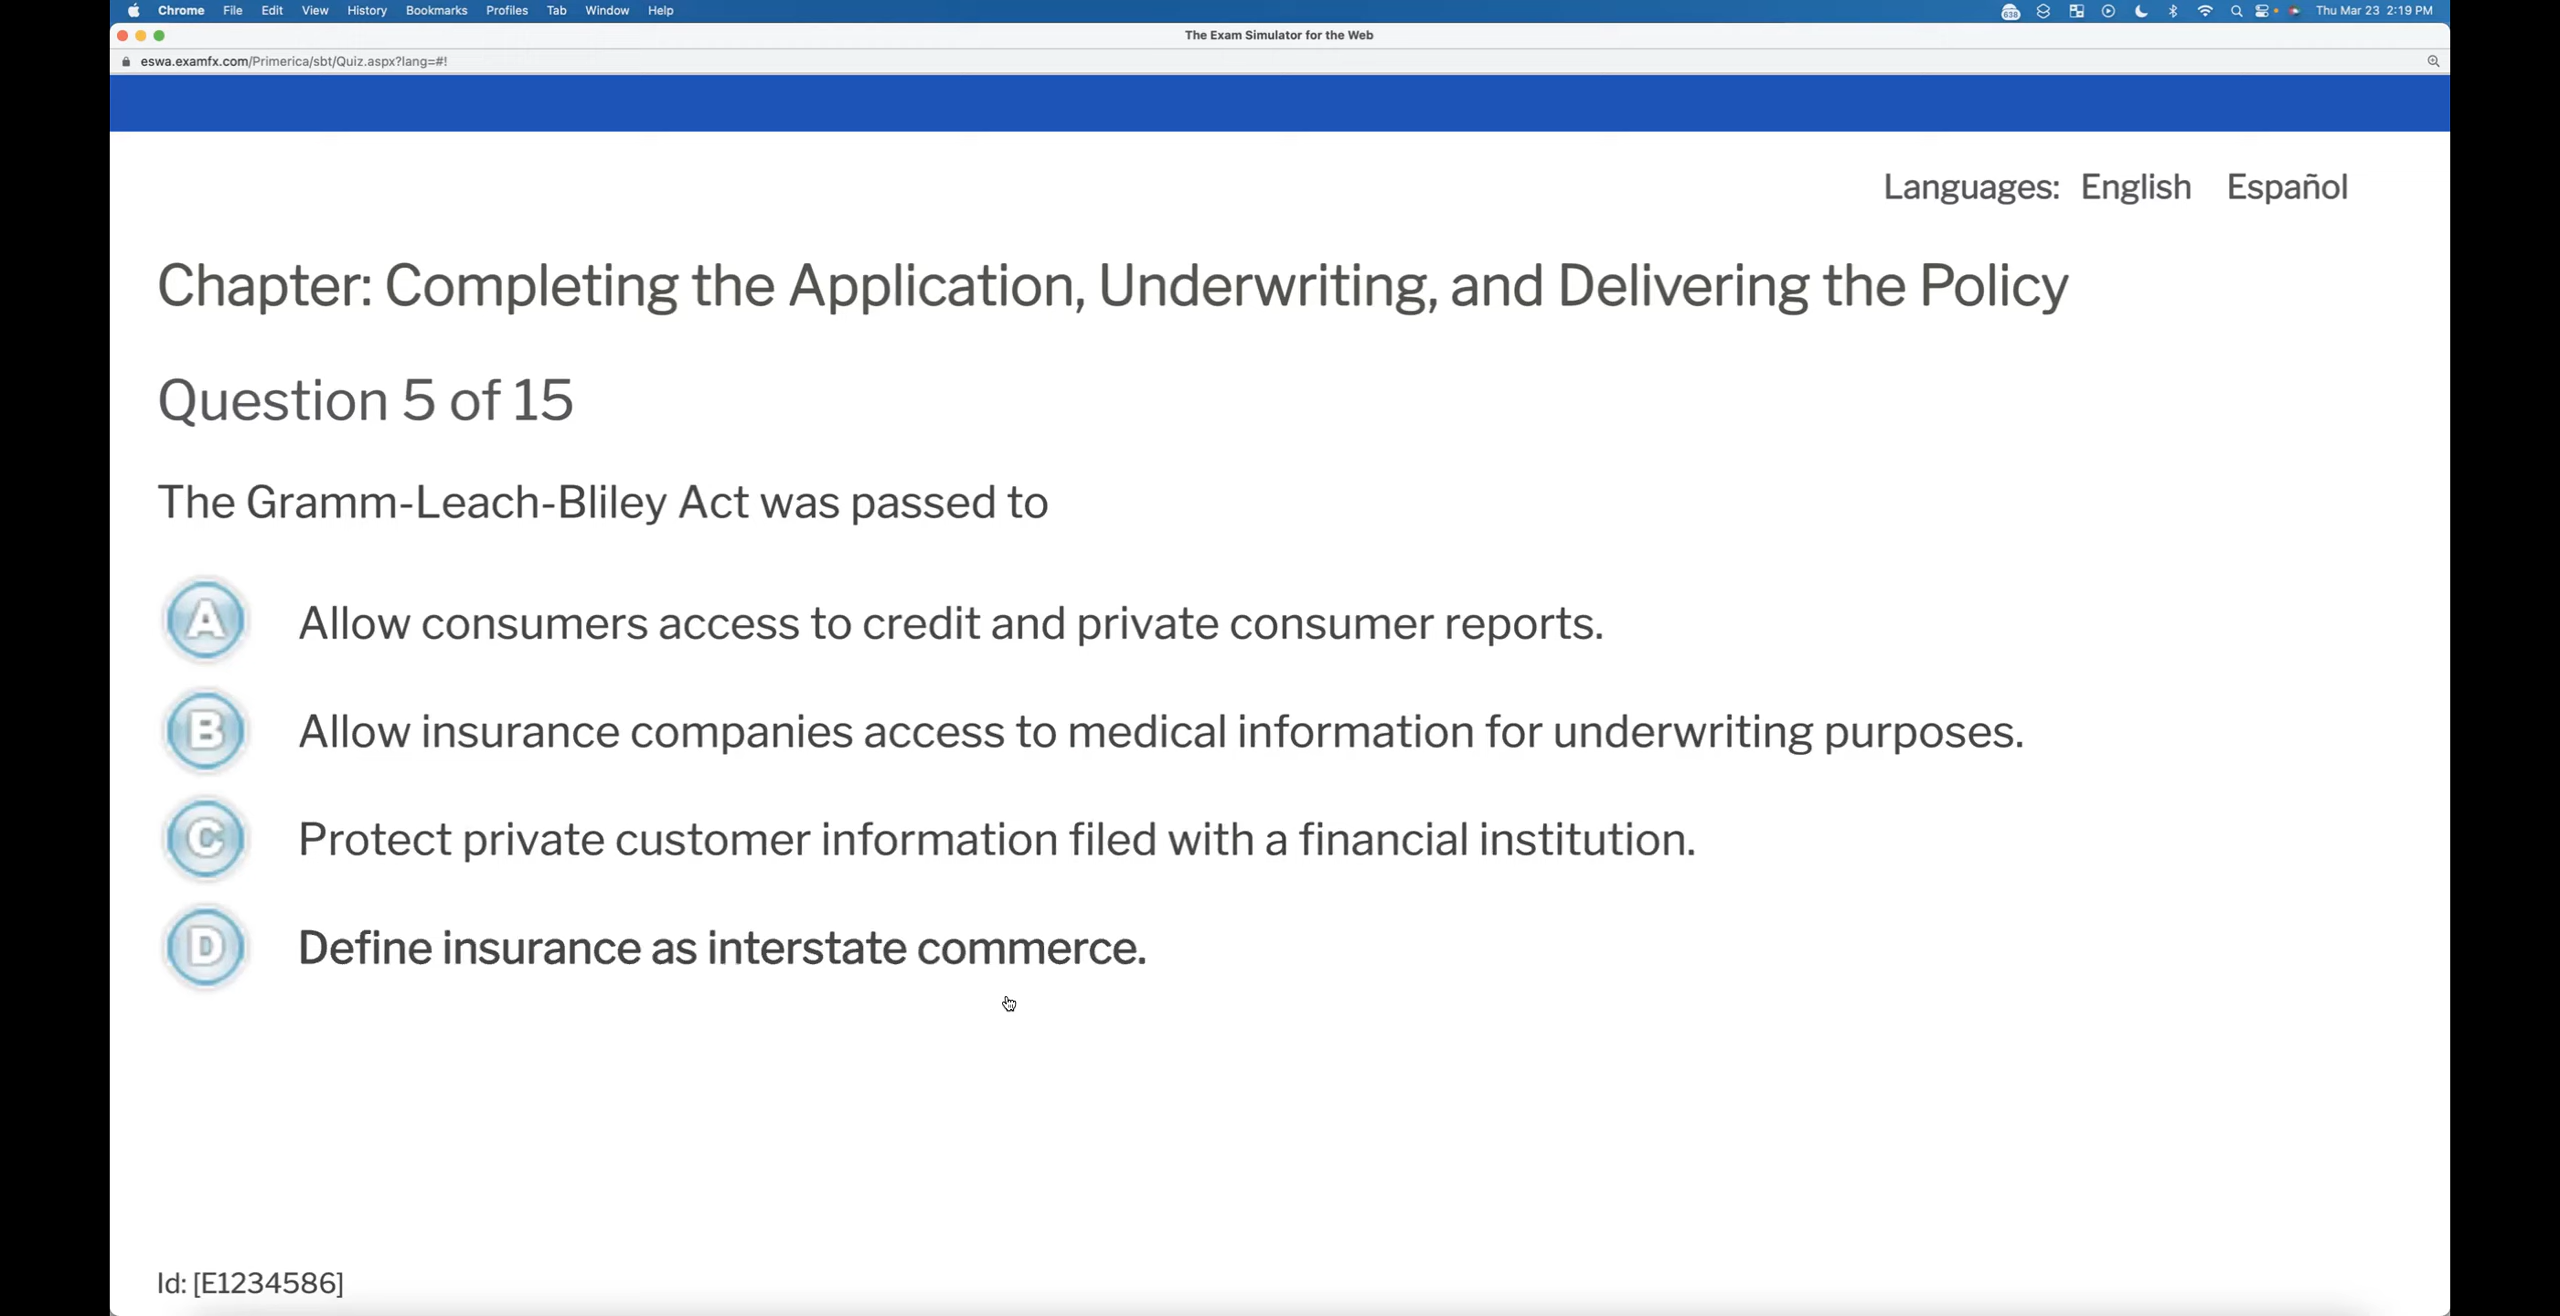 Chrome File Edit View History Bookmarks Profiles Tab Window Help 638 Thu Mar 23 2:19 PM
The Exam Simulator for the Web
eswa.examfx.com/Primerica/sbt/Quiz.aspx?lang=#!
Languages: English Español
Chapter: Completing the Application, Underwriting, and Delivering the Policy
Question 5 of 15
The Gramm-Leach-Bliley Act was passed to
A Allow consumers access to credit and private consumer reports.
B Allow insurance companies access to medical information for underwriting purposes.
C Protect private customer information filed with a financial institution.
D Define insurance as interstate commerce.
Id: [E1234586]